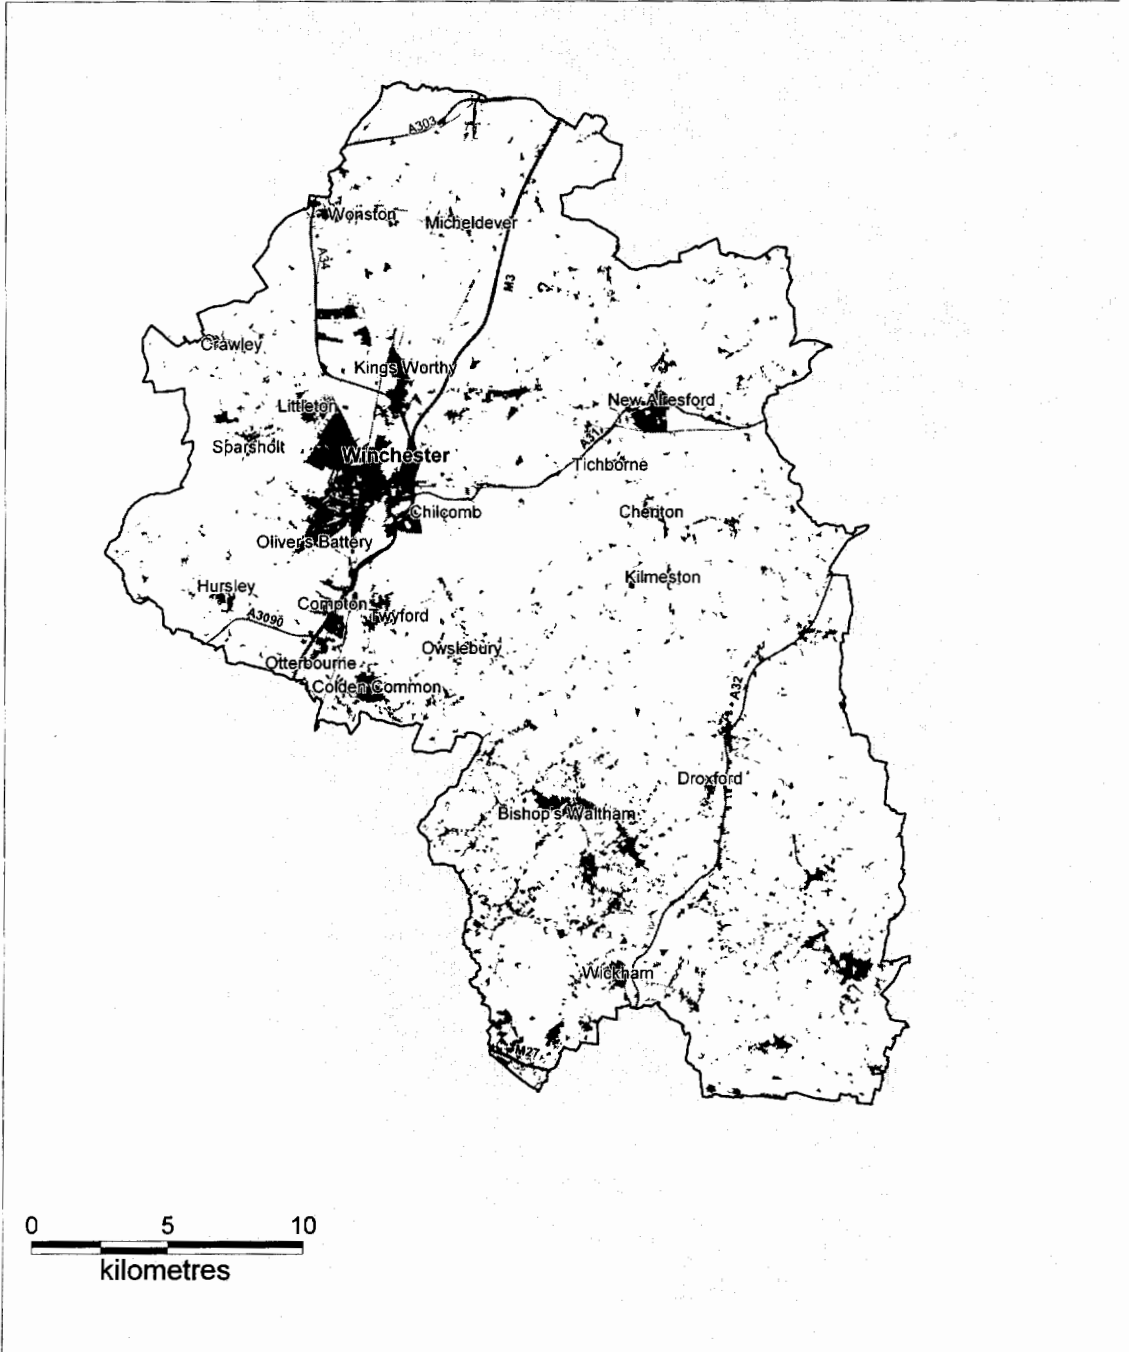 A303
Wonston
Micheldever
A34
M3
Crawley
Kings Worthy
Littleton
New Alresford
Sparsholt
A31
Winchester
Tichborne
Chilcomb
Cheriton
Oliver's Battery
Kilmeston
Hursley
Compton
A3090
Twyford
Owslebury
Otterbourne
Colden Common
A32
Droxford
Bishop's Waltham
Wickham
M27
0 5 10
kilometres